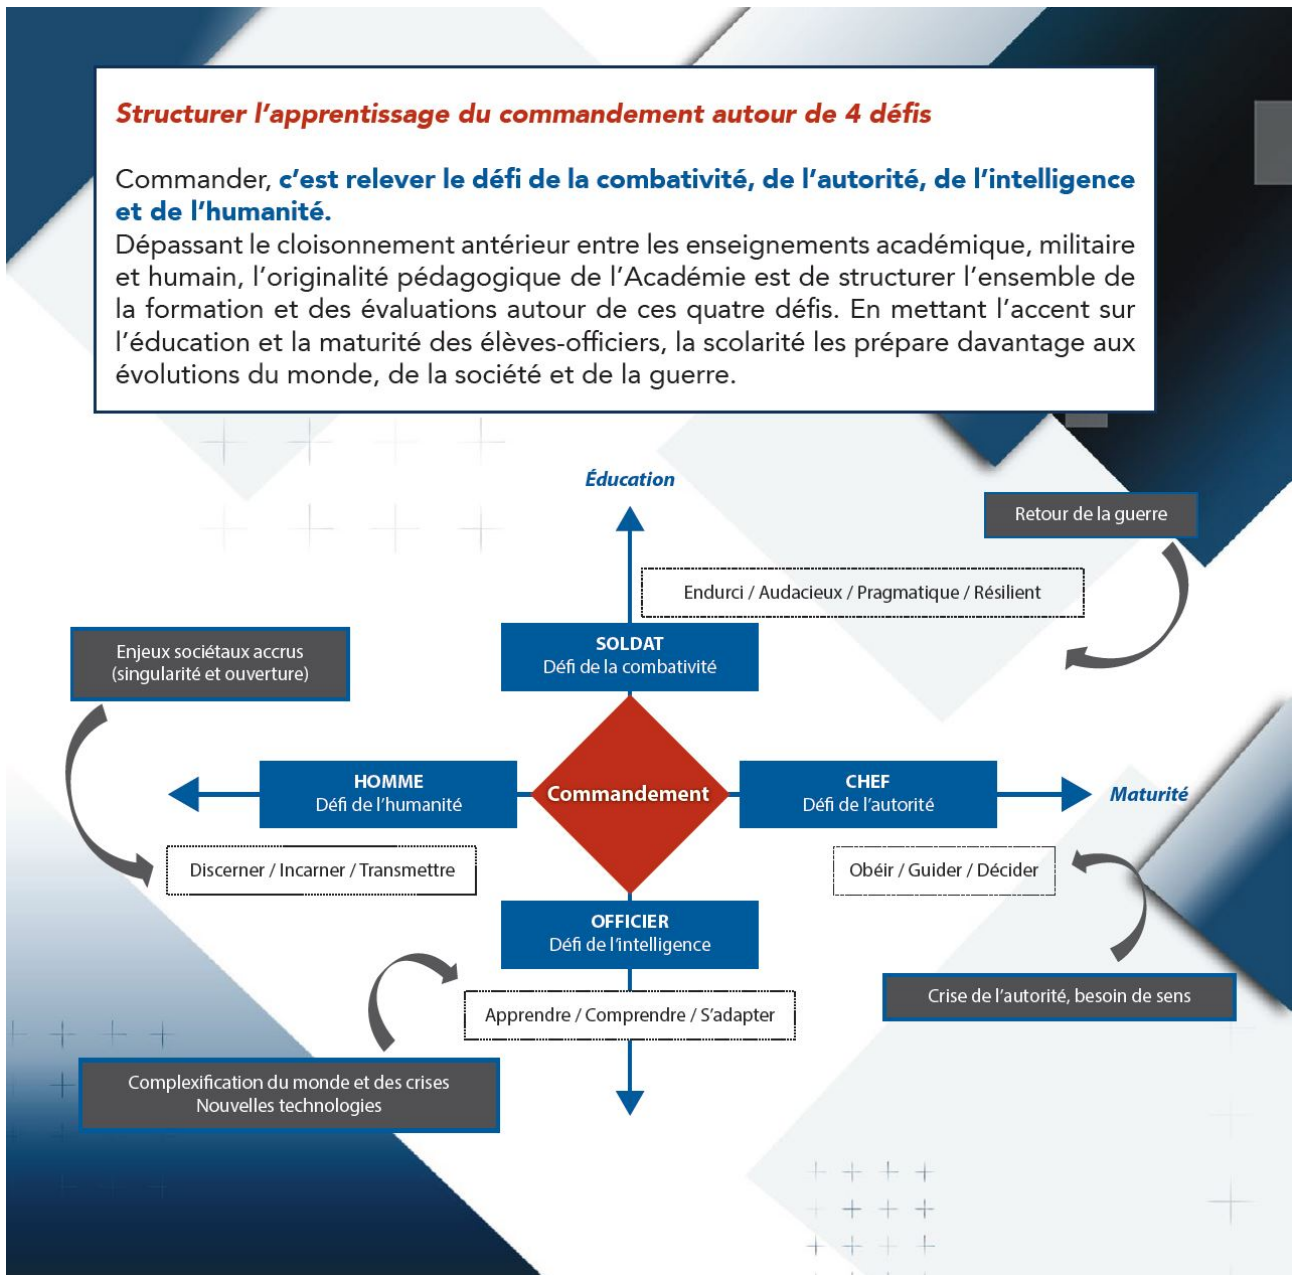 Structurer l'apprentissage du commandement autour de 4 défis
Commander, c'est relever le défi de la combativité, de l'autorité, de l'intelligence
et de l'humanité.
Dépassant le cloisonnement antérieur entre les enseignements académique, militaire
et humain, l'originalité pédagogique de l'Académie est de structurer l'ensemble de
la formation et des évaluations autour de ces quatre défis. En mettant l'accent sur
l'éducation et la maturité des élèves-officiers, la scolarité les prépare davantage aux
évolutions du monde, de la société et de la guerre.
Éducation
Retour de la guerre
Endurci / Audacieux / Pragmatique / Résilient
SOLDAT
Défi de la combativité
Enjeux sociétaux accrus
(singularité et ouverture)
HOMME
Défi de l'humanité
Commandement
CHEF
Défi de l'autorité
Maturité
Discerner / Incarner / Transmettre
Obéir / Guider / Décider
OFFICIER
Défi de l'intelligence
Crise de l'autorité, besoin de sens
Apprendre / Comprendre / S'adapter
Complexification du monde et des crises
Nouvelles technologies